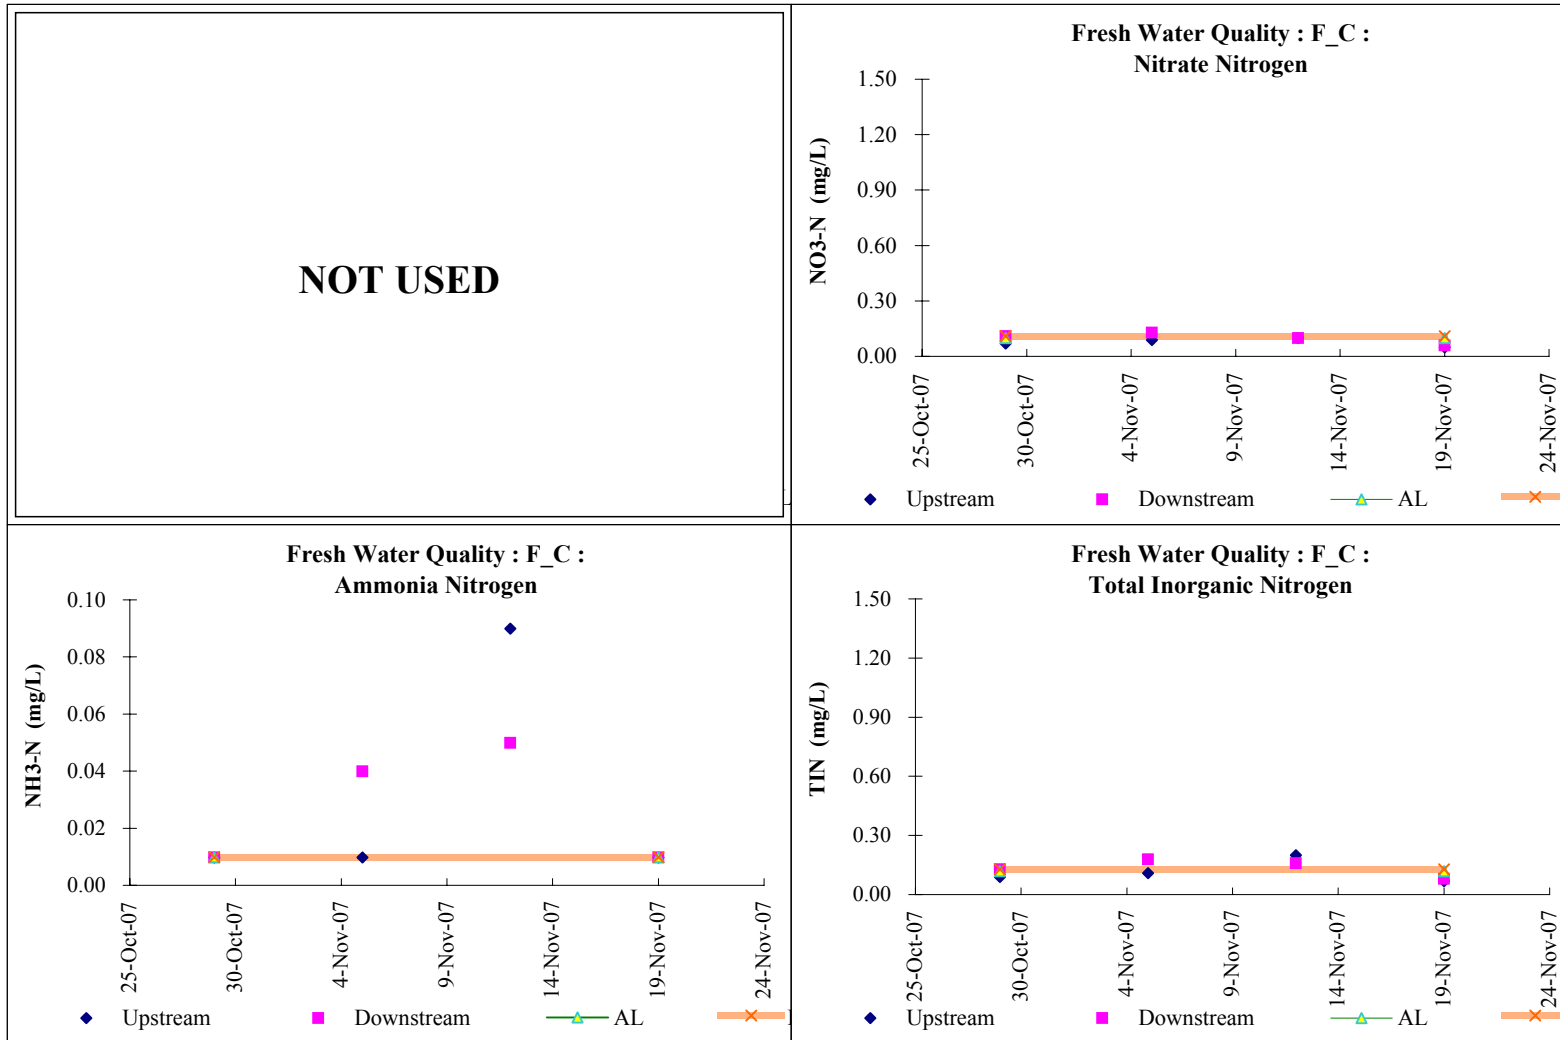 NOT USED
Fresh Water Quality : F_C :
Nitrate Nitrogen
NO3-N (mg/L)
1.50
1.20
0.90
0.60
0.30
0.00
25-Oct-07
30-Oct-07
4-Nov-07
9-Nov-07
14-Nov-07
19-Nov-07
24-Nov-07
Upstream
Downstream
AL
Fresh Water Quality : F_C :
Ammonia Nitrogen
NH3-N (mg/L)
0.10
0.08
0.06
0.04
0.02
0.00
25-Oct-07
30-Oct-07
4-Nov-07
9-Nov-07
14-Nov-07
19-Nov-07
24-Nov-07
Upstream
Downstream
AL
Fresh Water Quality : F_C :
Total Inorganic Nitrogen
TIN (mg/L)
1.50
1.20
0.90
0.60
0.30
0.00
25-Oct-07
30-Oct-07
4-Nov-07
9-Nov-07
14-Nov-07
19-Nov-07
24-Nov-07
Upstream
Downstream
AL